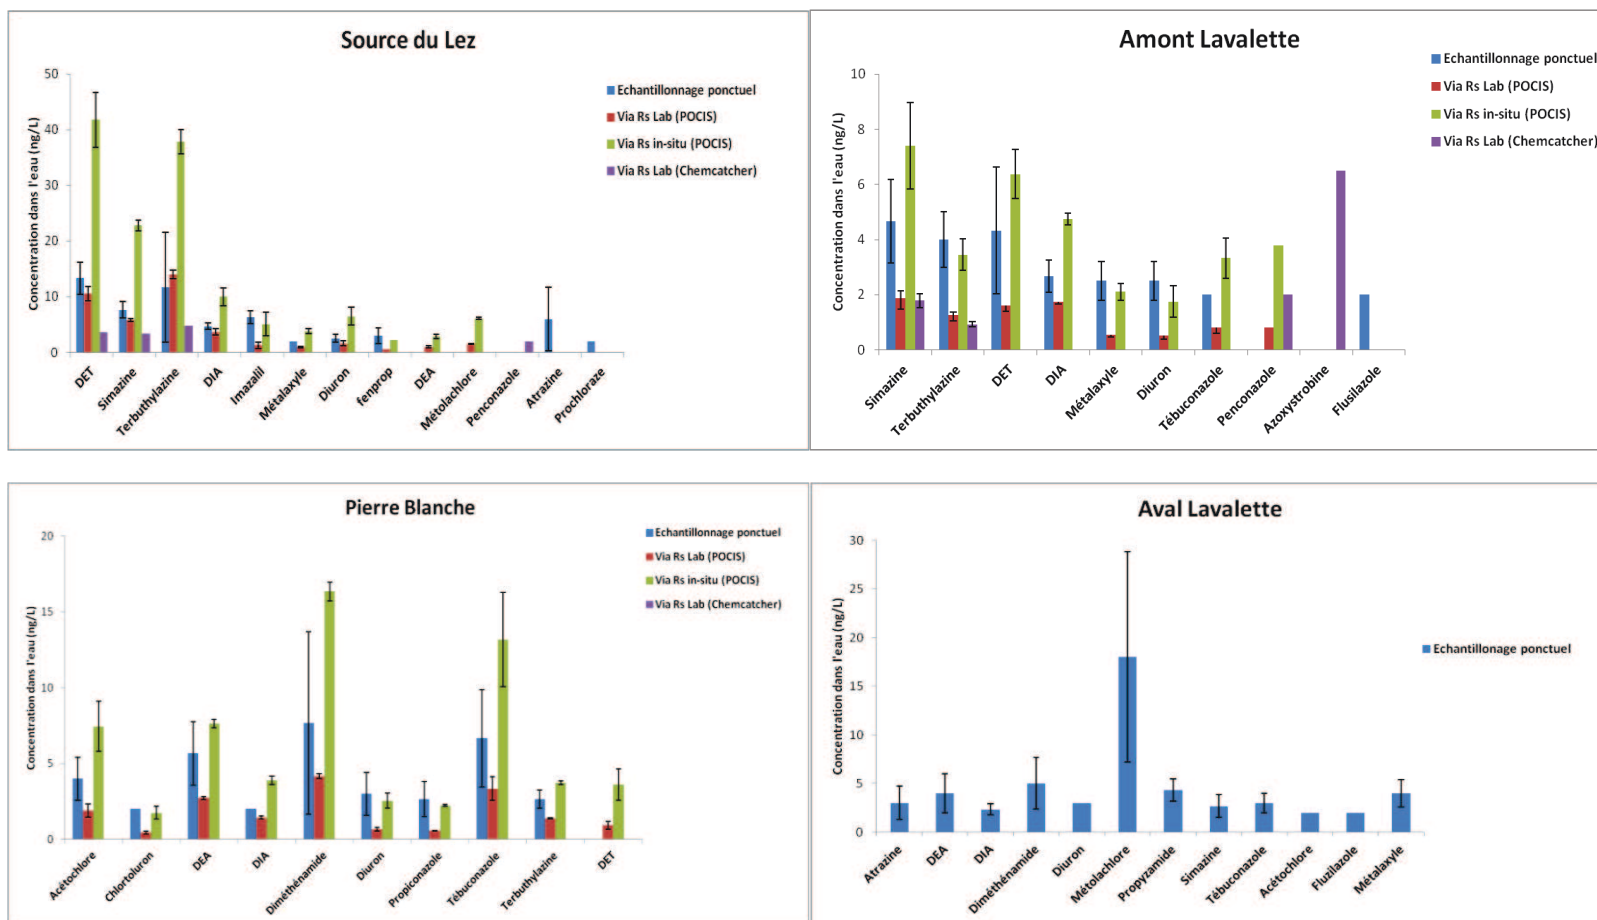 Source du Lez
Concentration dans l'eau (ng/L)
50
40
30
20
10
0
Echantillonnage ponctuel
Via Rs Lab (POCIS)
Via Rs in-situ (POCIS)
Via Rs Lab (Chemcatcher)
DET
Simazine
Terbuthylazine
DIA
Imazalil
Métalaxyle
Diuron
fenprop
DEA
Métolachlore
Penconazole
Atrazine
Prochloraze
Amont Lavalette
Concentration dans l'eau (ng/L)
10
8
6
4
2
0
Echantillonnage ponctuel
Via Rs Lab (POCIS)
Via Rs in-situ (POCIS)
Via Rs Lab (Chemcatcher)
Simazine
Terbuthylazine
DET
DIA
Métalaxyle
Diuron
Tébuconazole
Penconazole
Azoxystrobine
Flusilazole
Pierre Blanche
Concentration dans l'eau (ng/L)
20
15
10
5
0
Echantillonnage ponctuel
Via Rs Lab (POCIS)
Via Rs in-situ (POCIS)
Via Rs Lab (Chemcatcher)
Acétochlore
Chlortoluron
DEA
DIA
Diméthénamide
Diuron
Propiconazole
Tébuconazole
Terbuthylazine
DET
Aval Lavalette
Concentration dans l'eau (ng/L)
30
25
20
15
10
5
0
Echantillonage ponctuel
Atrazine
DEA
DIA
Diméthénamide
Diuron
Métolachlore
Propyzamide
Simazine
Tébuconazole
Acétochlore
Fluzilazole
Métalaxyle